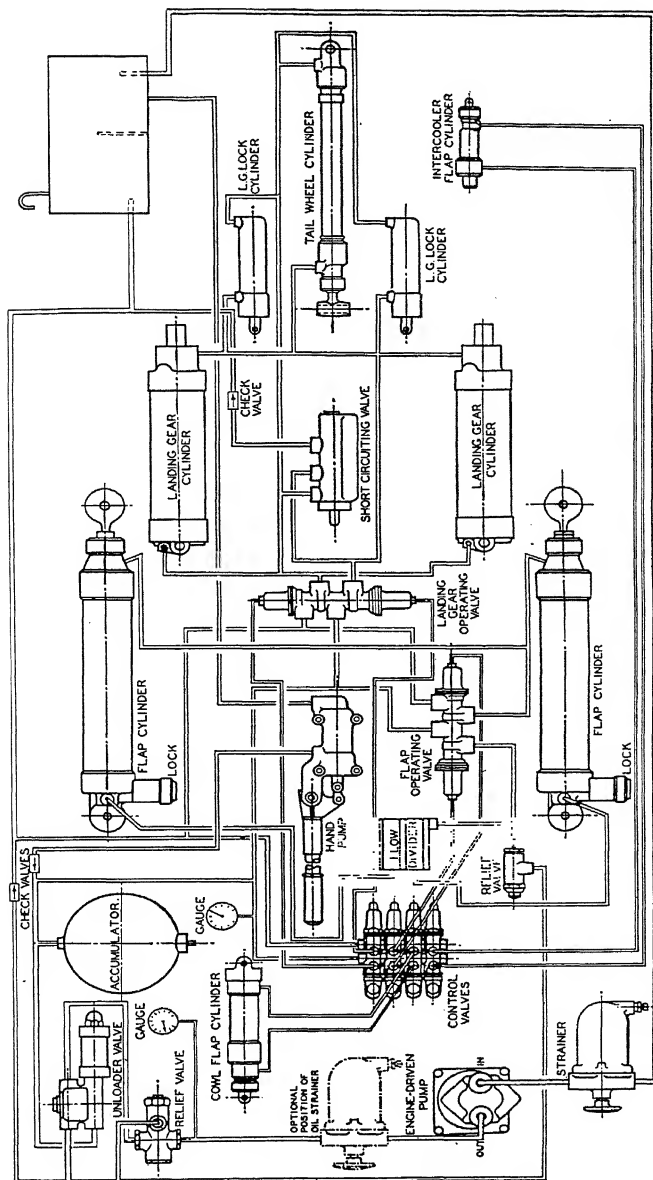 L.G. LOCK
CYLINDER
TAIL WHEEL CYLINDER
L.G. LOCK
CYLINDER
INTERCOOLER
FLAP CYLINDER
LANDING GEAR
CYLINDER
CHECK
VALVE
SHORT CIRCUITING VALVE
LANDING GEAR
CYLINDER
FLAP CYLINDER
LOCK
LANDING
GEAR
OPERATING
VALVE
HAND
PUMP
FLAP
OPERATING
VALVE
FLAP CYLINDER
LOCK
CHECK VALVES
ACCUMULATOR
GAUGE
FLOW
DIVIDER
RELIEF
VALVE
UNLOADER VALVE
GAUGE
RELIEF VALVE
COWL FLAP CYLINDER
CONTROL
VALVES
OPTIONAL
POSITION OF
OIL STRAINER
ENGINE-DRIVEN
PUMP
IN
OUT
STRAINER